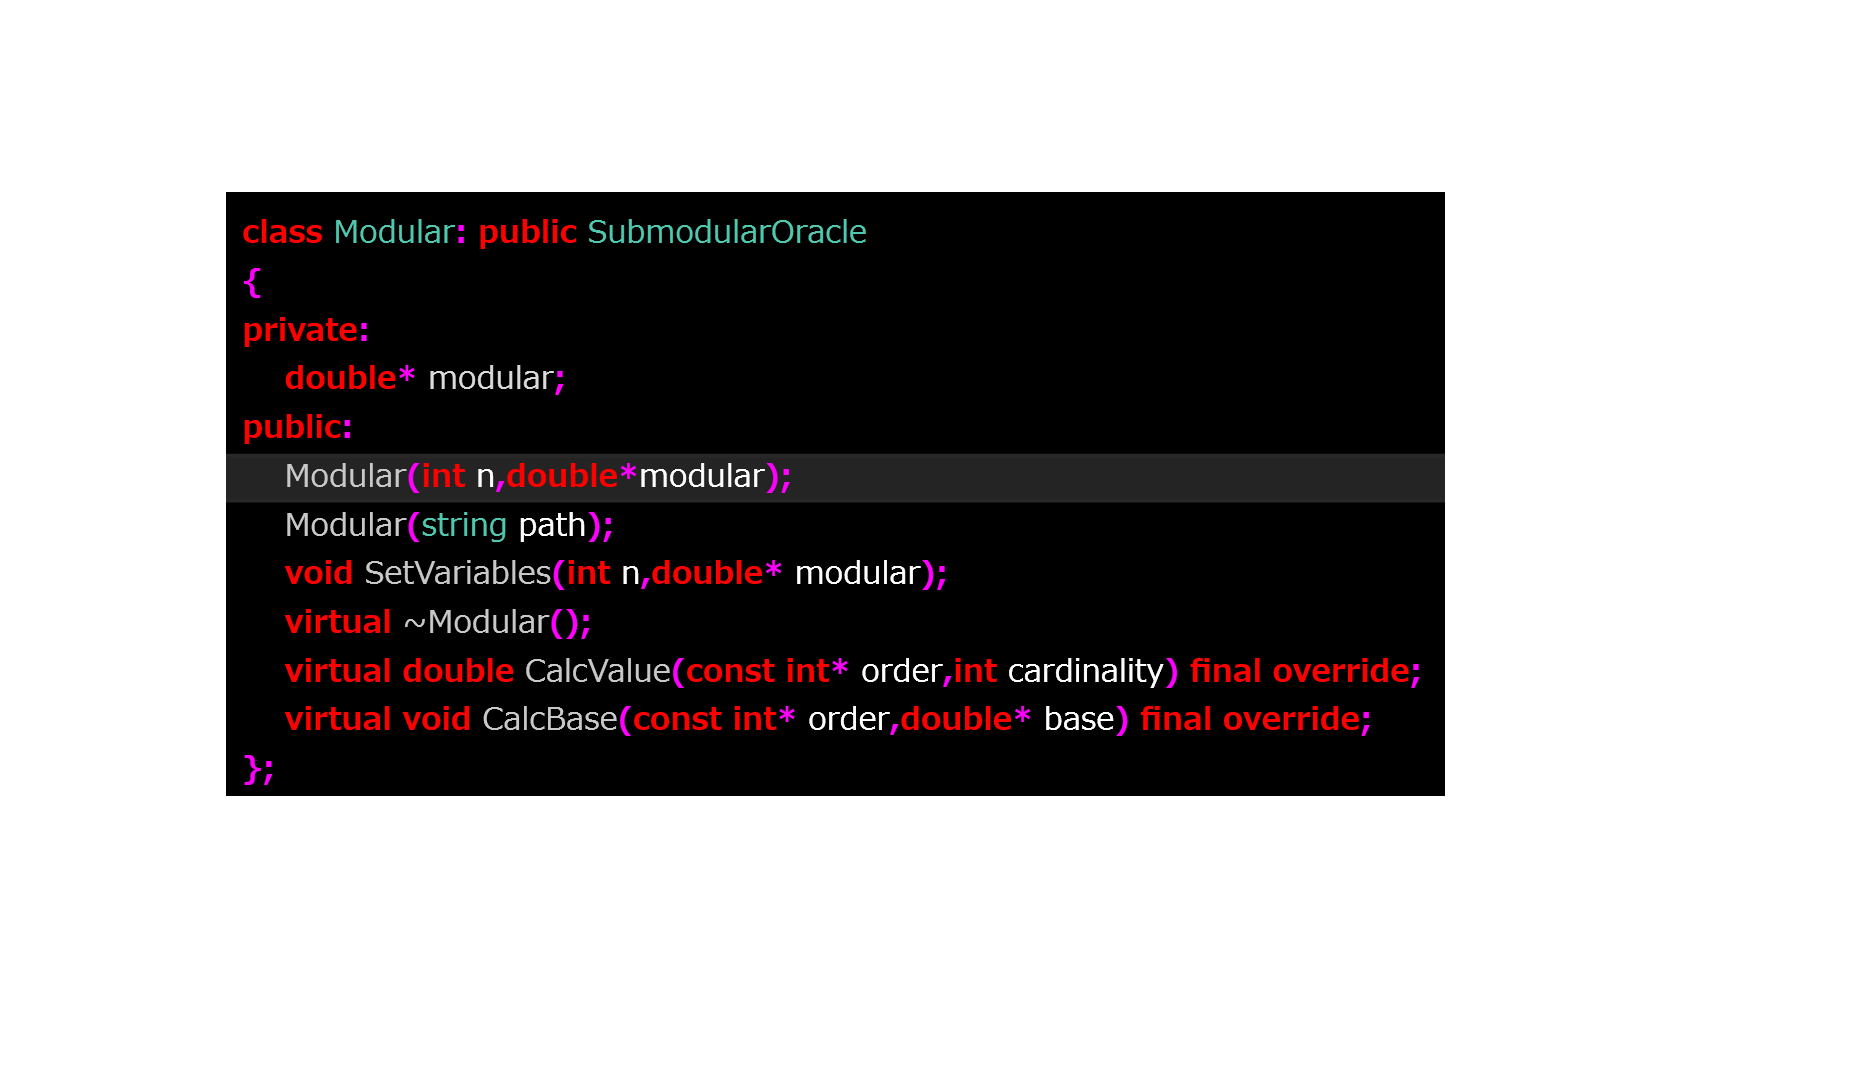 class Modular: public SubmodularOracle
{
private:
double* modular;
public:
Modular(int n,double*modular);
Modular(string path);
void SetVariables(int n,double* modular);
virtual ~Modular();
virtual double CalcValue(const int* order,int cardinality) final override;
virtual void CalcBase(const int* order,double* base) final override;
};